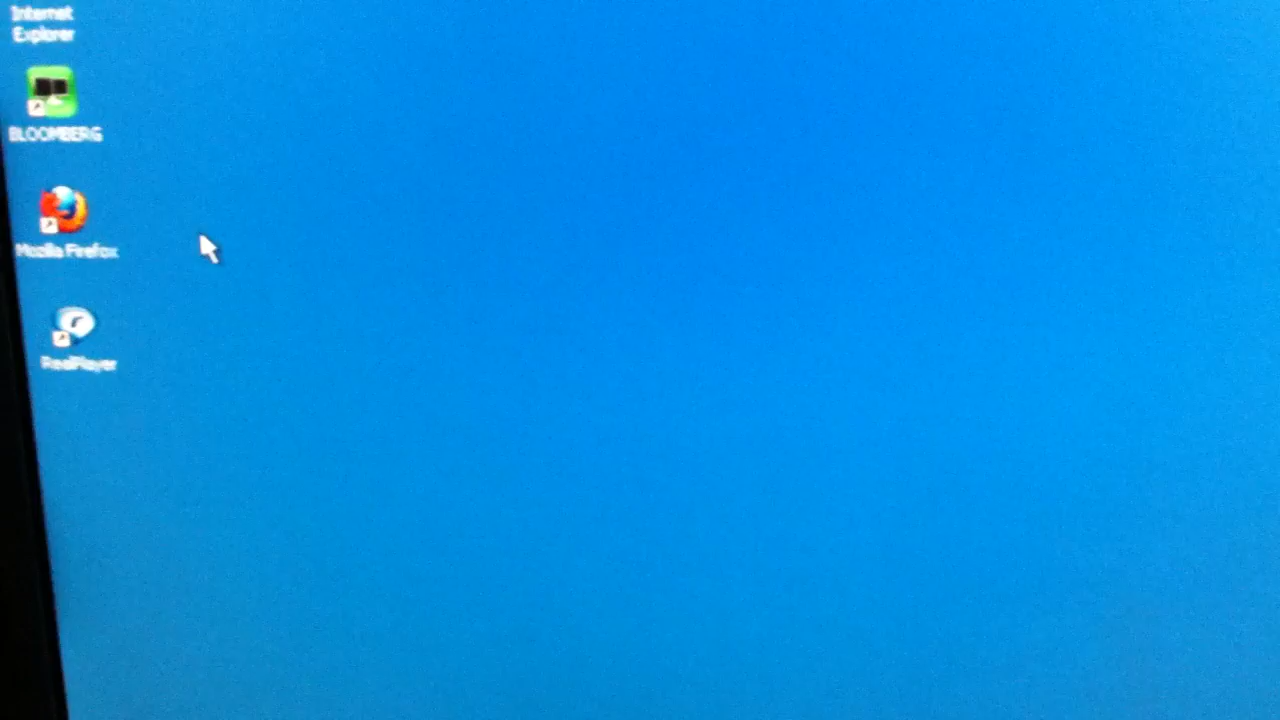 Internet
Explorer
BLOOMBERG
Mozilla Firefox
RealPlayer